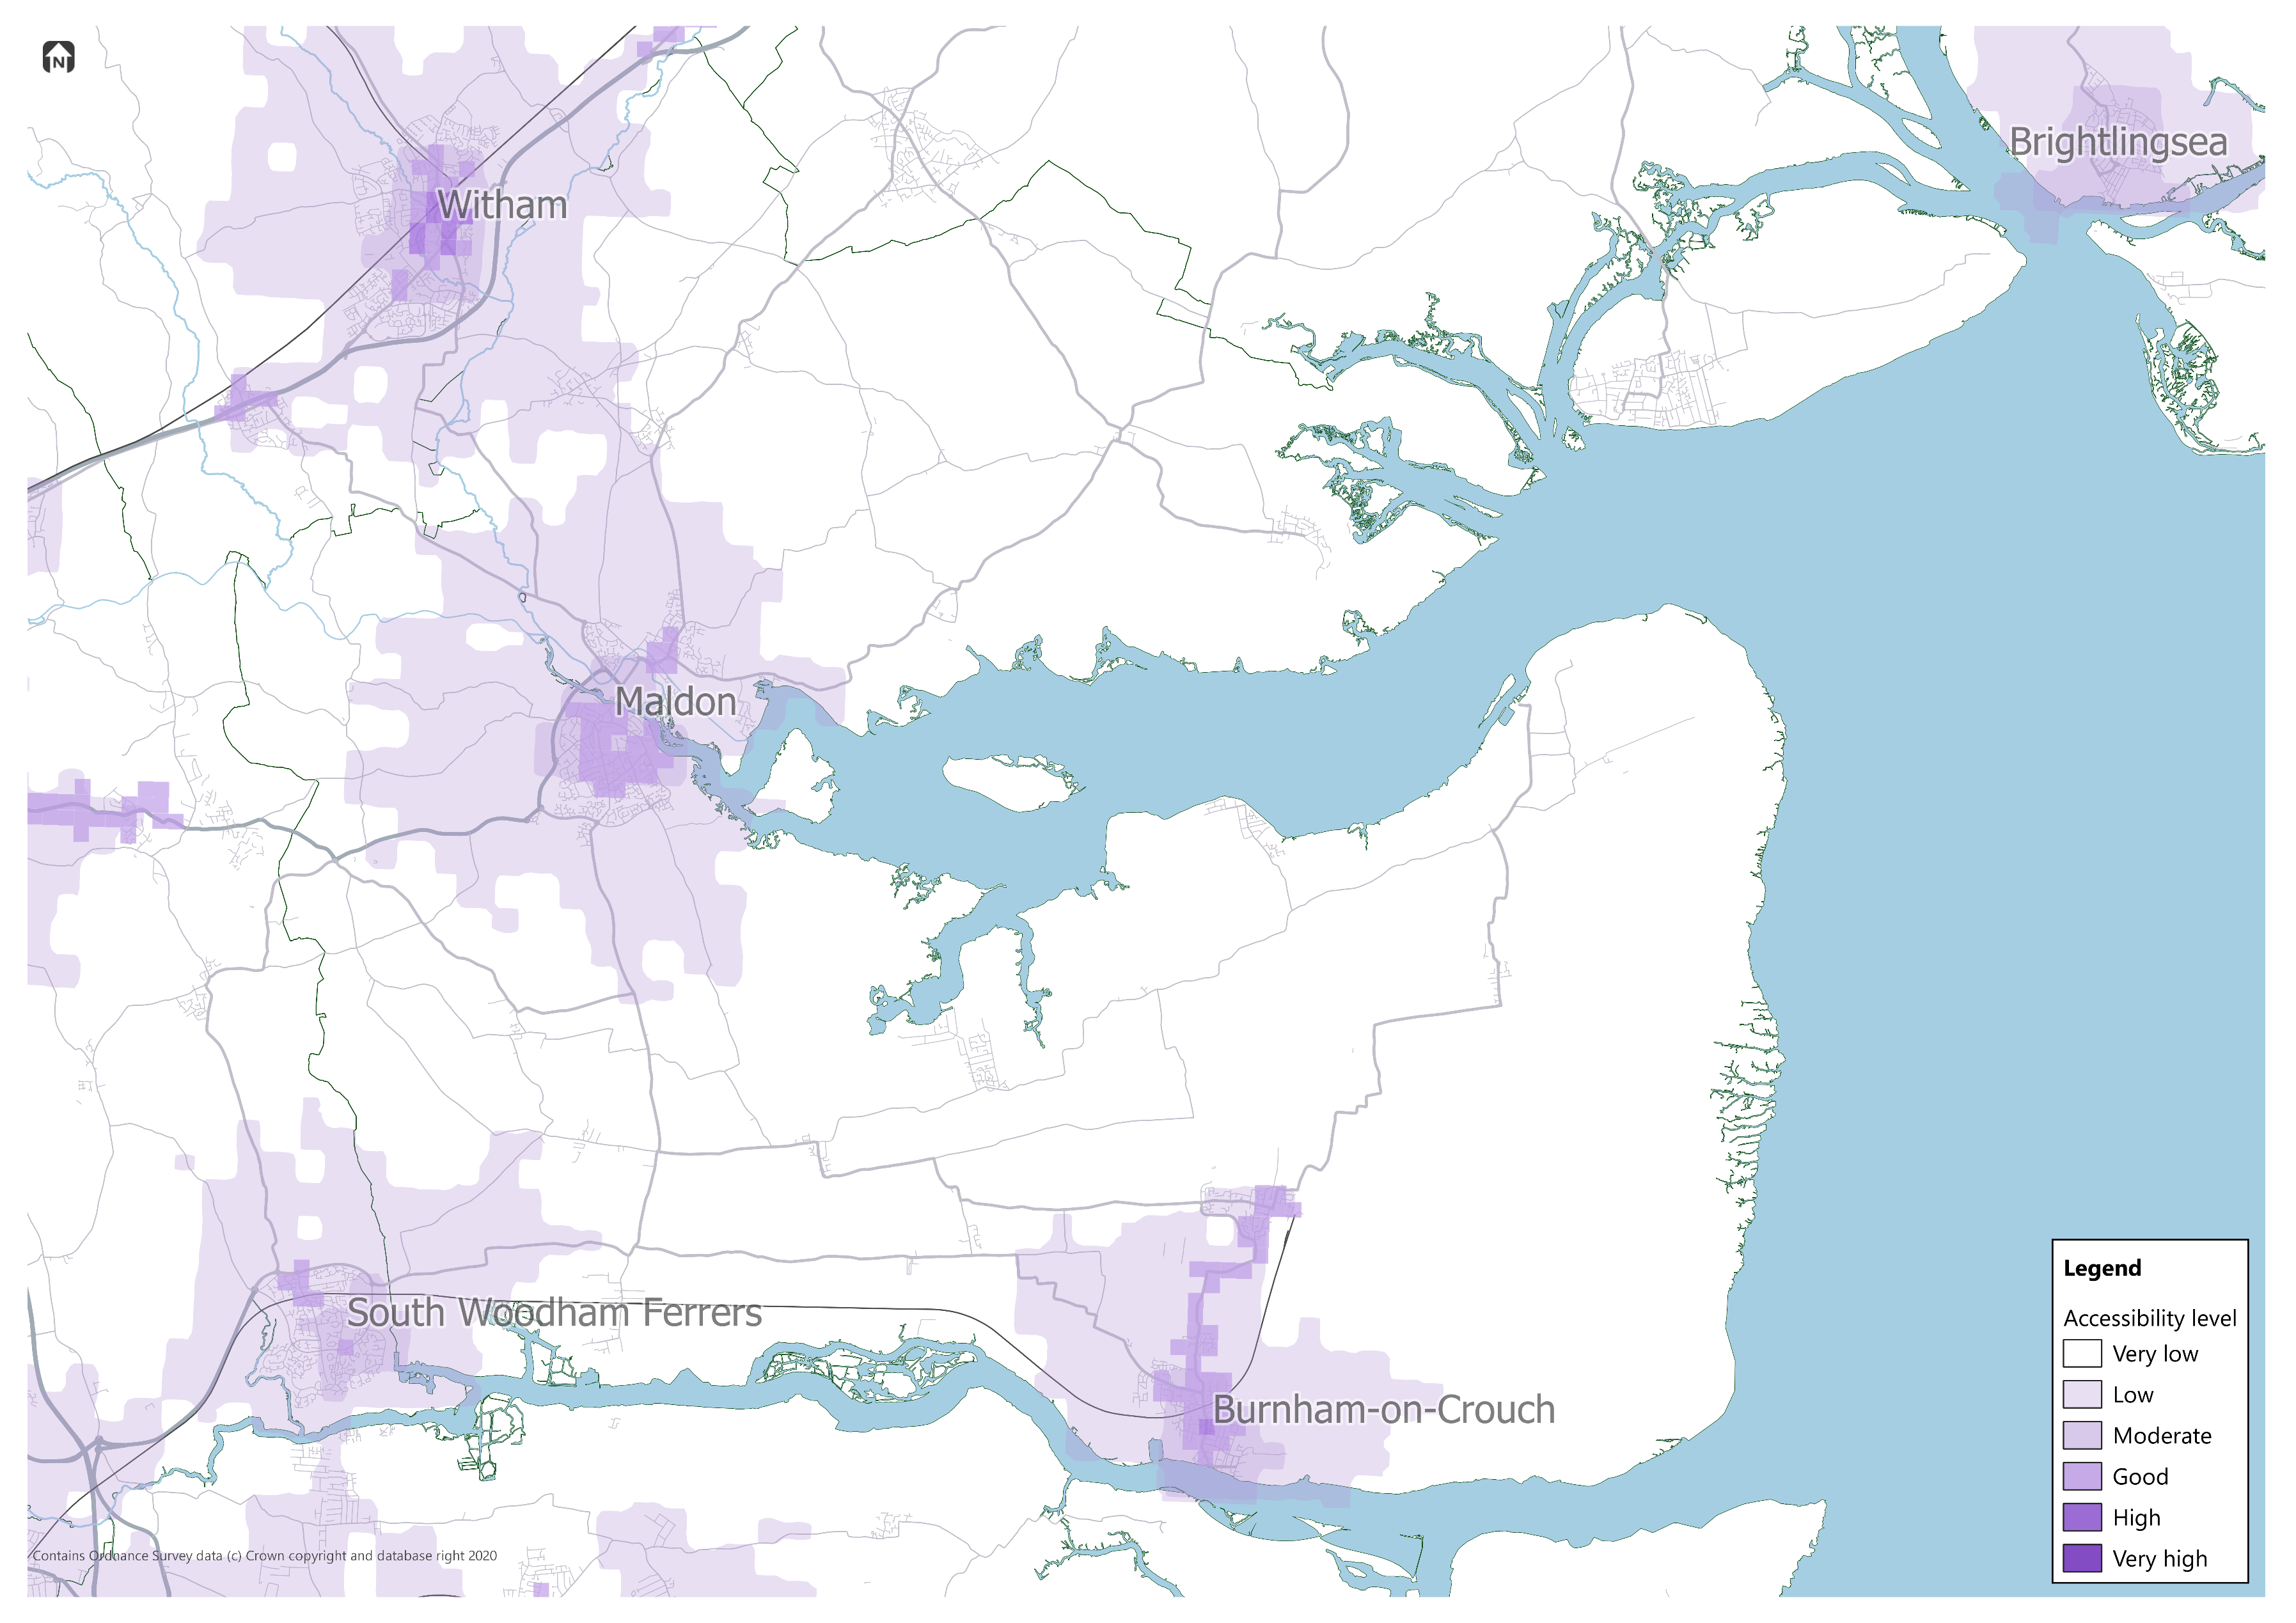 N
Brightlingsea
Witham
Maldon
South Woodham Ferrers
Burnham-on-Crouch
Legend
Accessibility level
Very low
Low
Moderate
Good
High
Very high
Contains Ordnance Survey data (c) Crown copyright and database right 2020